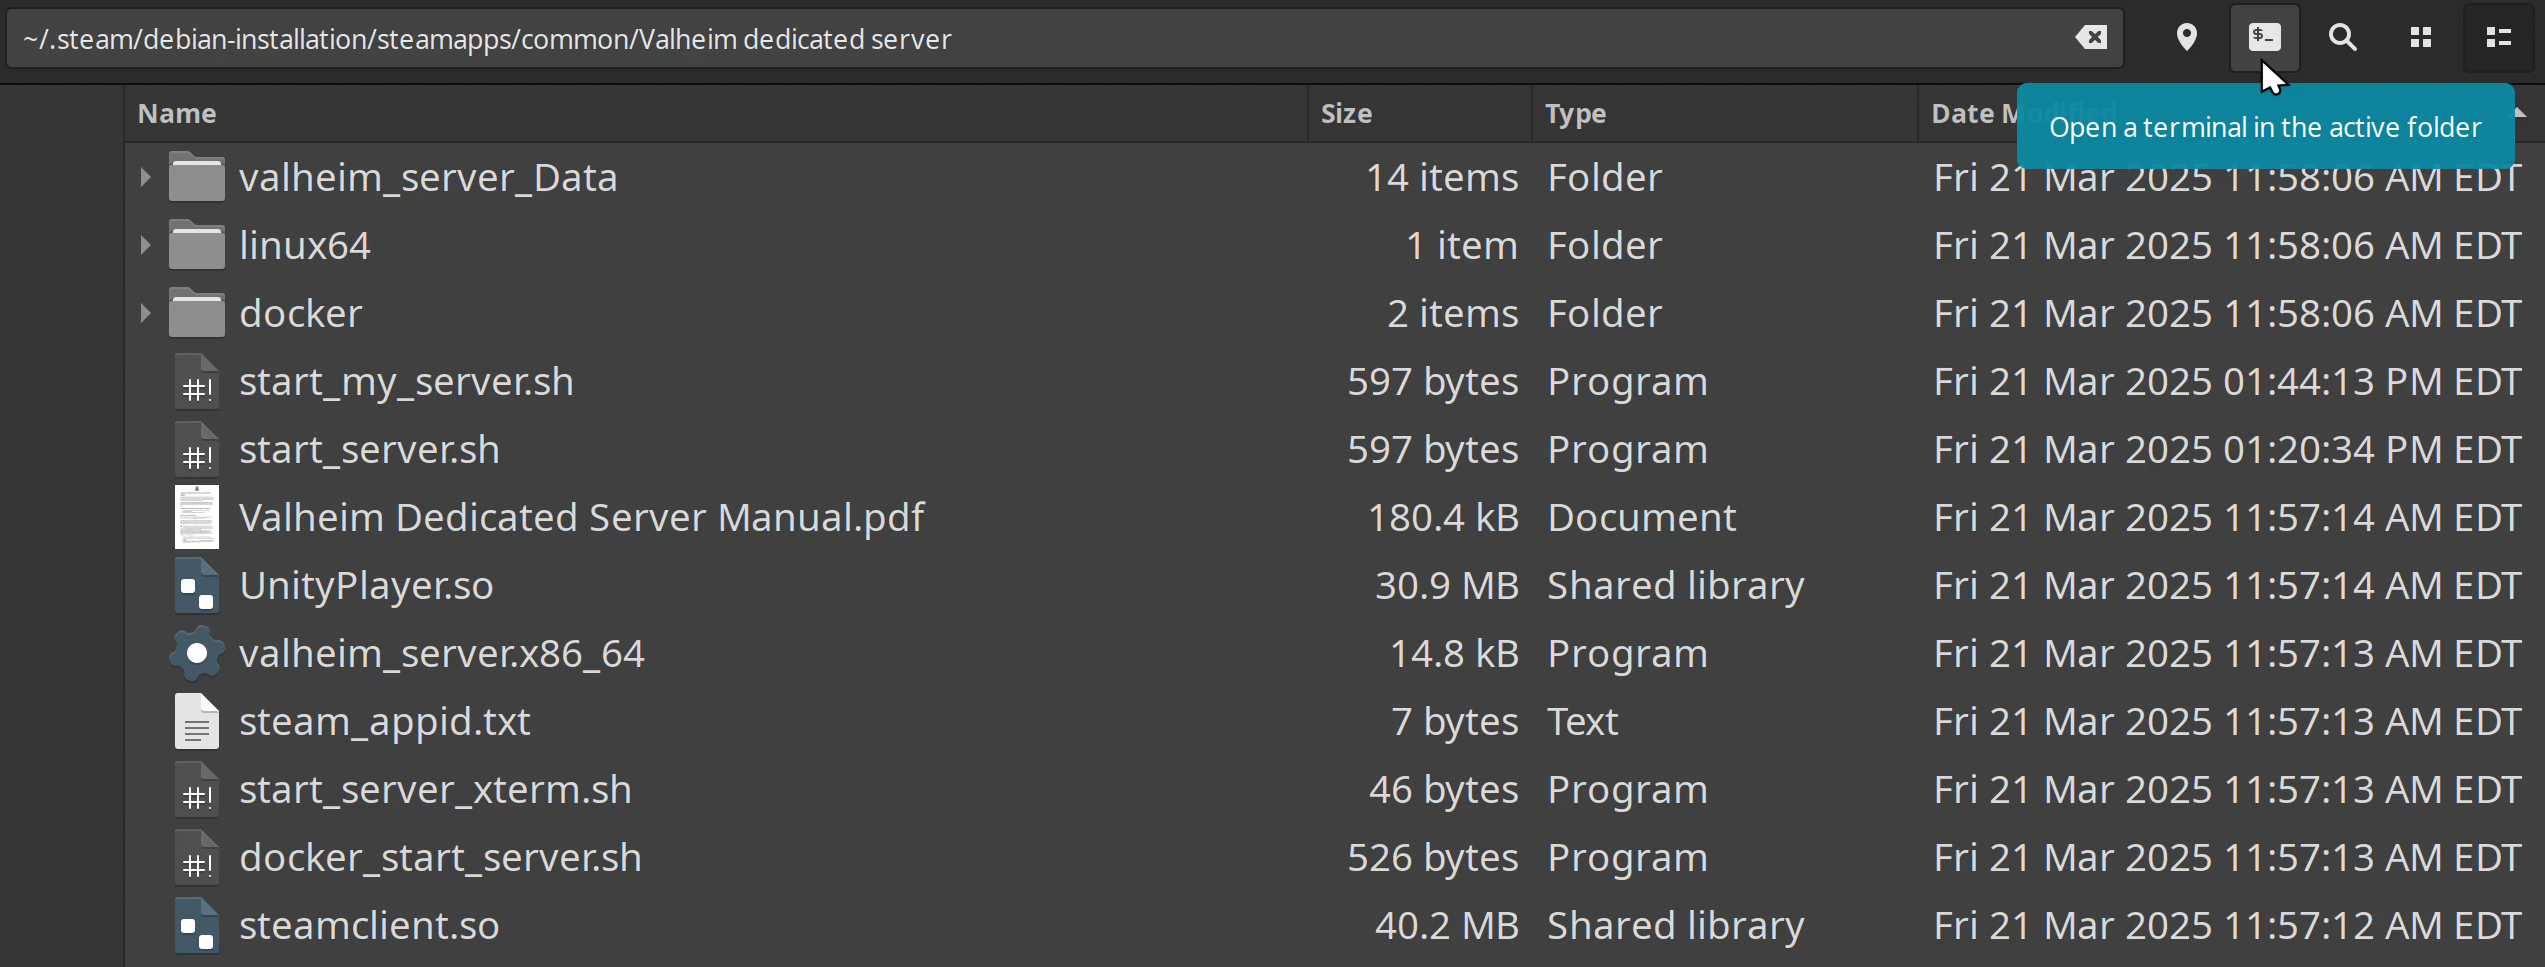 ~/.steam/debian-installation/steamapps/common/Valheim dedicated server
$_
Name Size Type Date Modified
Open a terminal in the active folder
valheim_server_Data 14 items Folder Fri 21 Mar 2025 11:58:06 AM EDT
linux64 1 item Folder Fri 21 Mar 2025 11:58:06 AM EDT
docker 2 items Folder Fri 21 Mar 2025 11:58:06 AM EDT
#! start_my_server.sh 597 bytes Program Fri 21 Mar 2025 01:44:13 PM EDT
#! start_server.sh 597 bytes Program Fri 21 Mar 2025 01:20:34 PM EDT
Valheim Dedicated Server Manual.pdf 180.4 kB Document Fri 21 Mar 2025 11:57:14 AM EDT
UnityPlayer.so 30.9 MB Shared library Fri 21 Mar 2025 11:57:14 AM EDT
valheim_server.x86_64 14.8 kB Program Fri 21 Mar 2025 11:57:13 AM EDT
steam_appid.txt 7 bytes Text Fri 21 Mar 2025 11:57:13 AM EDT
#! start_server_xterm.sh 46 bytes Program Fri 21 Mar 2025 11:57:13 AM EDT
#! docker_start_server.sh 526 bytes Program Fri 21 Mar 2025 11:57:13 AM EDT
steamclient.so 40.2 MB Shared library Fri 21 Mar 2025 11:57:12 AM EDT